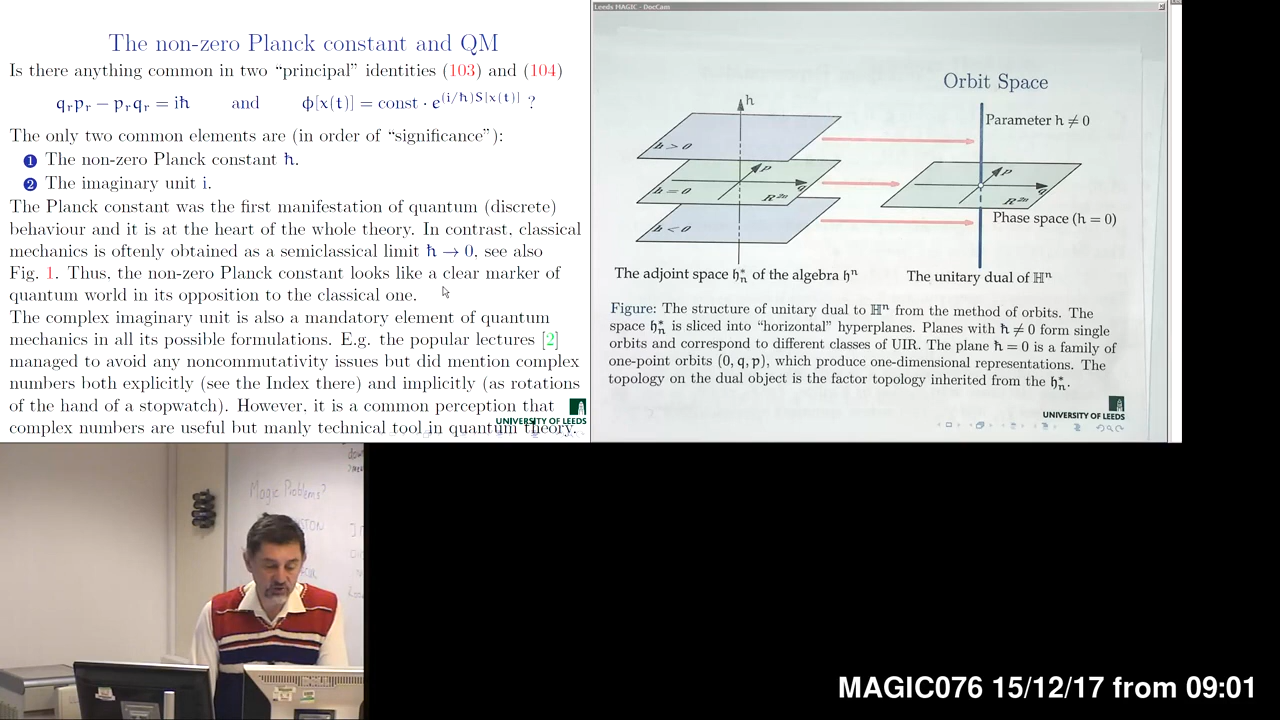 The non-zero Planck constant and QM
Is there anything common in two “principal” identities (103) and (104)
qᵣpᵣ − pᵣqᵣ = iħ and ϕ[x(t)] = const · e^(i/ħ)S[x(t)] ?
The only two common elements are (in order of “significance”):
1 The non-zero Planck constant ħ.
2 The imaginary unit i.
The Planck constant was the first manifestation of quantum (discrete)
behaviour and it is at the heart of the whole theory. In contrast, classical
mechanics is oftenly obtained as a semiclassical limit ħ → 0, see also
Fig. 1. Thus, the non-zero Planck constant looks like a clear marker of
quantum world in its opposition to the classical one.
The complex imaginary unit is also a mandatory element of quantum
mechanics in all its possible formulations. E.g. the popular lectures [2]
managed to avoid any noncommutativity issues but did mention complex
numbers both explicitly (see the Index there) and implicitly (as rotations
of the hand of a stopwatch). However, it is a common perception that
complex numbers are useful but manly technical tool in quantum theory.
UNIVERSITY OF LEEDS
Leeds MAGIC - DocCam
Orbit Space
ħ
ħ > 0
ħ = 0
ħ < 0
p
q
R²ⁿ
Parameter ħ ≠ 0
p
q
R²ⁿ
Phase space (ħ = 0)
The adjoint space 𝔥ₙ* of the algebra 𝔥ⁿ
The unitary dual of ℍⁿ
Figure: The structure of unitary dual to ℍⁿ from the method of orbits. The
space 𝔥ₙ* is sliced into “horizontal” hyperplanes. Planes with ħ ≠ 0 form single
orbits and correspond to different classes of UIR. The plane ħ = 0 is a family of
one-point orbits (0, q, p), which produce one-dimensional representations. The
topology on the dual object is the factor topology inherited from the 𝔥ₙ*.
UNIVERSITY OF LEEDS
Magic Problems?
MAGIC076 15/12/17 from 09:01